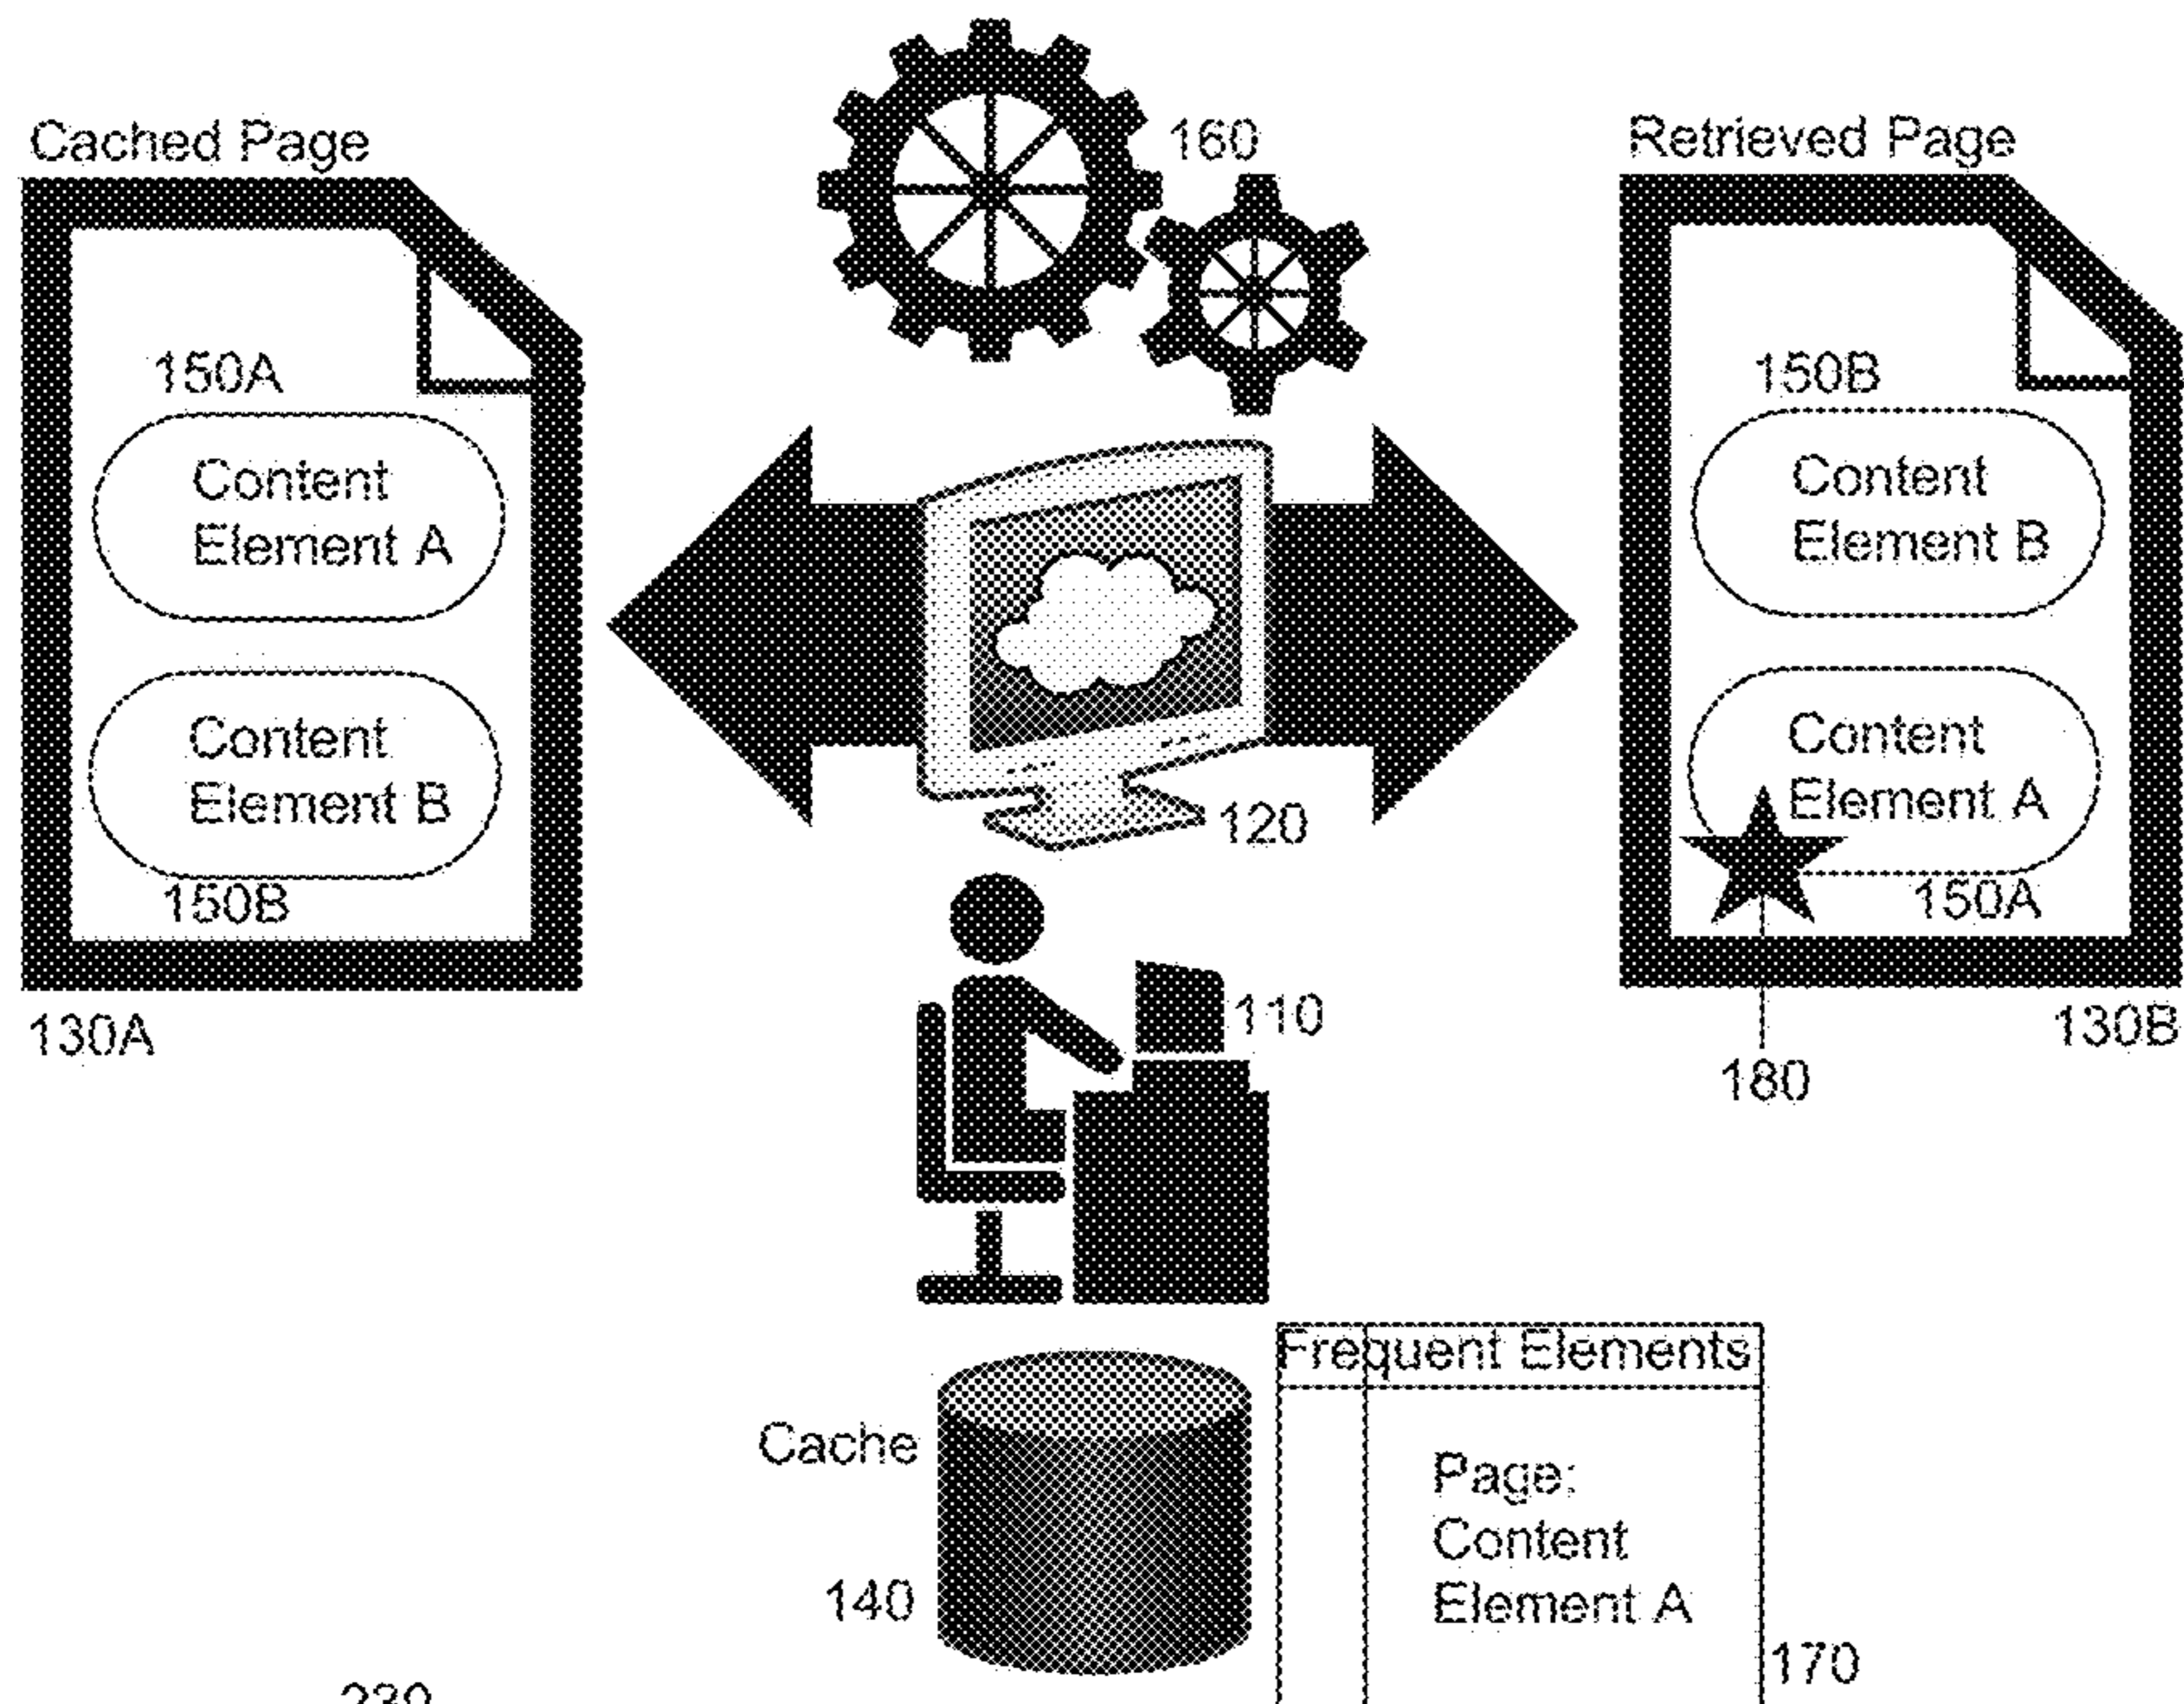 160
Cached Page
Retrieved Page
150A
Content
Element A
Content
Element B
150B
130A
150B
Content
Element B
Content
Element A
150A
130B
180
120
110
Cache
140
Frequent Elements
Page:
Content
Element A
170